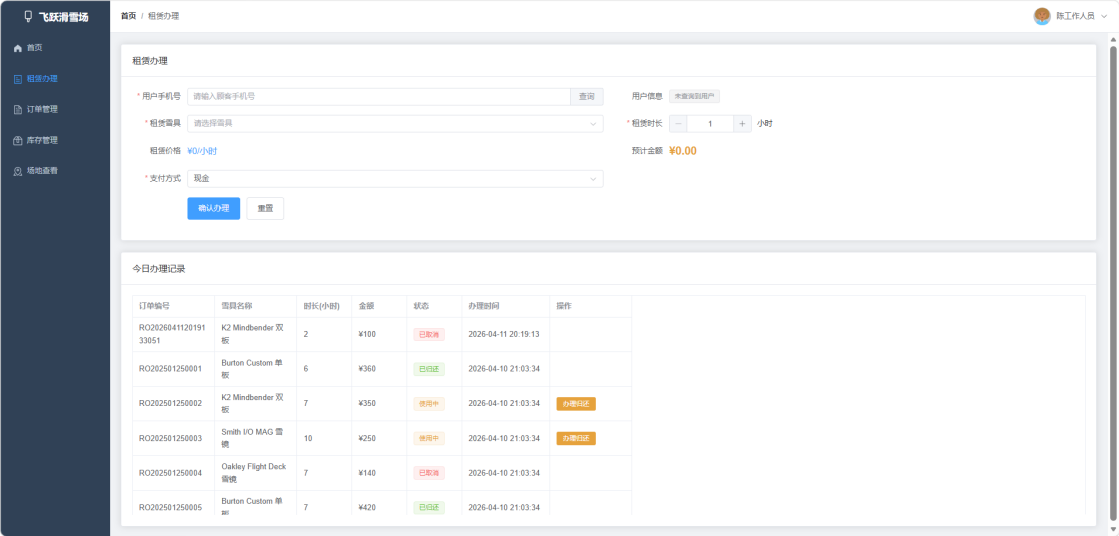 飞跃滑雪场
首页 / 租赁办理
陈工作人员
首页
租赁办理
订单管理
库存管理
场地查看
租赁办理
* 用户手机号 请输入顾客手机号 查询
用户信息 未查询到用户
* 租赁雪具 请选择雪具
* 租赁时长 − 1 + 小时
租赁价格 ¥0/小时
预计金额 ¥0.00
* 支付方式 现金
确认办理 重置
今日办理记录
订单编号 雪具名称 时长(小时) 金额 状态 办理时间 操作
RO2026041120191
33051
K2 Mindbender 双
板
2 ¥100 已取消 2026-04-11 20:19:13
RO202501250001
Burton Custom 单
板
6 ¥360 已归还 2026-04-10 21:03:34
RO202501250002
K2 Mindbender 双
板
7 ¥350 使用中 2026-04-10 21:03:34 办理归还
RO202501250003
Smith I/O MAG 雪
镜
10 ¥250 使用中 2026-04-10 21:03:34 办理归还
RO202501250004
Oakley Flight Deck
雪镜
7 ¥140 已取消 2026-04-10 21:03:34
RO202501250005
Burton Custom 单
板
7 ¥420 已归还 2026-04-10 21:03:34